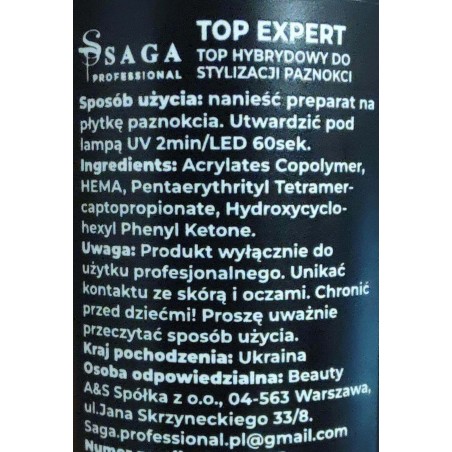 SSAGA
PROFESSIONAL
TOP EXPERT
TOP HYBRYDOWY DO
STYLIZACJI PAZNOKCI
Sposób użycia: nanieść preparat na
płytkę paznokcia. Utwardzić pod
lampą UV 2min/LED 60sek.
Ingredients: Acrylates Copolymer,
HEMA, Pentaerythrityl Tetramer-
captopropionate, Hydroxycyclo-
hexyl Phenyl Ketone.
Uwaga: Produkt wyłącznie do
użytku profesjonalnego. Unikać
kontaktu ze skórą i oczami. Chronić
przed dziećmi! Proszę uważnie
przeczytać sposób użycia.
Kraj pochodzenia: Ukraina
Osoba odpowiedzialna: Beauty
A&S Spółka z o.o., 04-563 Warszawa,
ul.Jana Skrzyneckiego 33/8.
Saga.professional.pl@gmail.com
Numer